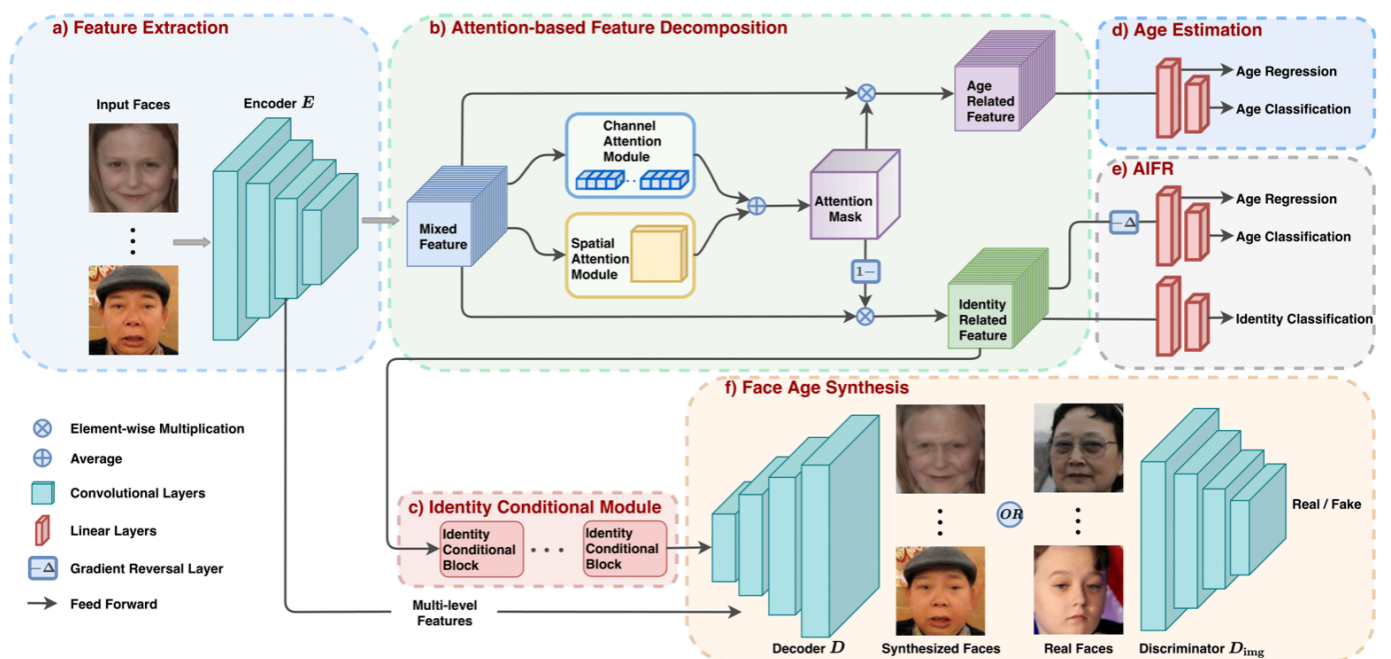 a) Feature Extraction
Input Faces
Encoder E
b) Attention-based Feature Decomposition
Mixed
Feature
Channel
Attention
Module
Spatial
Attention
Module
Attention
Mask
1−
Age
Related
Feature
Identity
Related
Feature
d) Age Estimation
Age Regression
Age Classification
e) AIFR
−Δ
Age Regression
Age Classification
Identity Classification
Element-wise Multiplication
Average
Convolutional Layers
Linear Layers
−Δ
Gradient Reversal Layer
Feed Forward
c) Identity Conditional Module
Identity
Conditional
Block
Identity
Conditional
Block
Multi-level
Features
f) Face Age Synthesis
OR
Real / Fake
Decoder D
Synthesized Faces
Real Faces
Discriminator Dimg